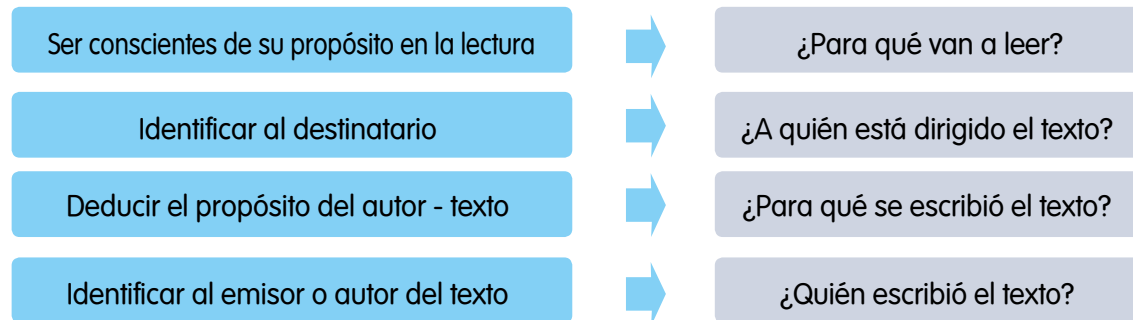 Ser conscientes de su propósito en la lectura
¿Para qué van a leer?
Identificar al destinatario
¿A quién está dirigido el texto?
Deducir el propósito del autor - texto
¿Para qué se escribió el texto?
Identificar al emisor o autor del texto
¿Quién escribió el texto?